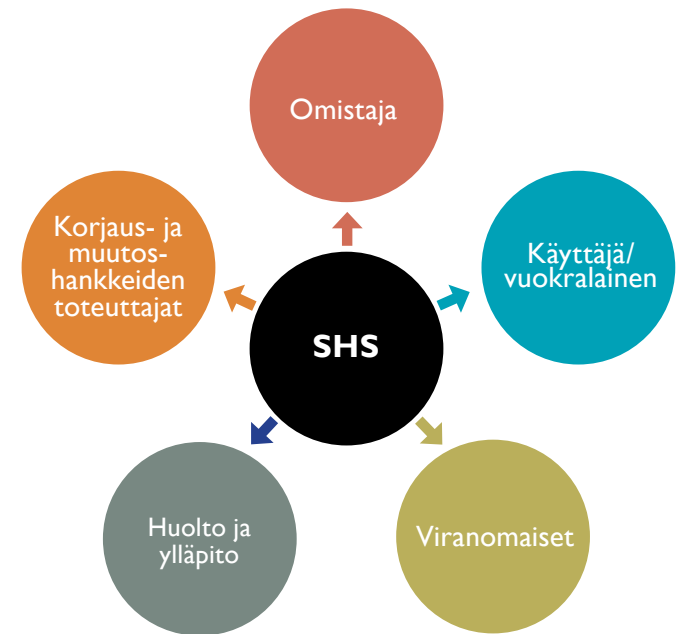 Omistaja
Korjaus- ja
muutos-
hankkeiden
toteuttajat
Käyttäjä/
vuokralainen
SHS
Huolto ja
ylläpito
Viranomaiset